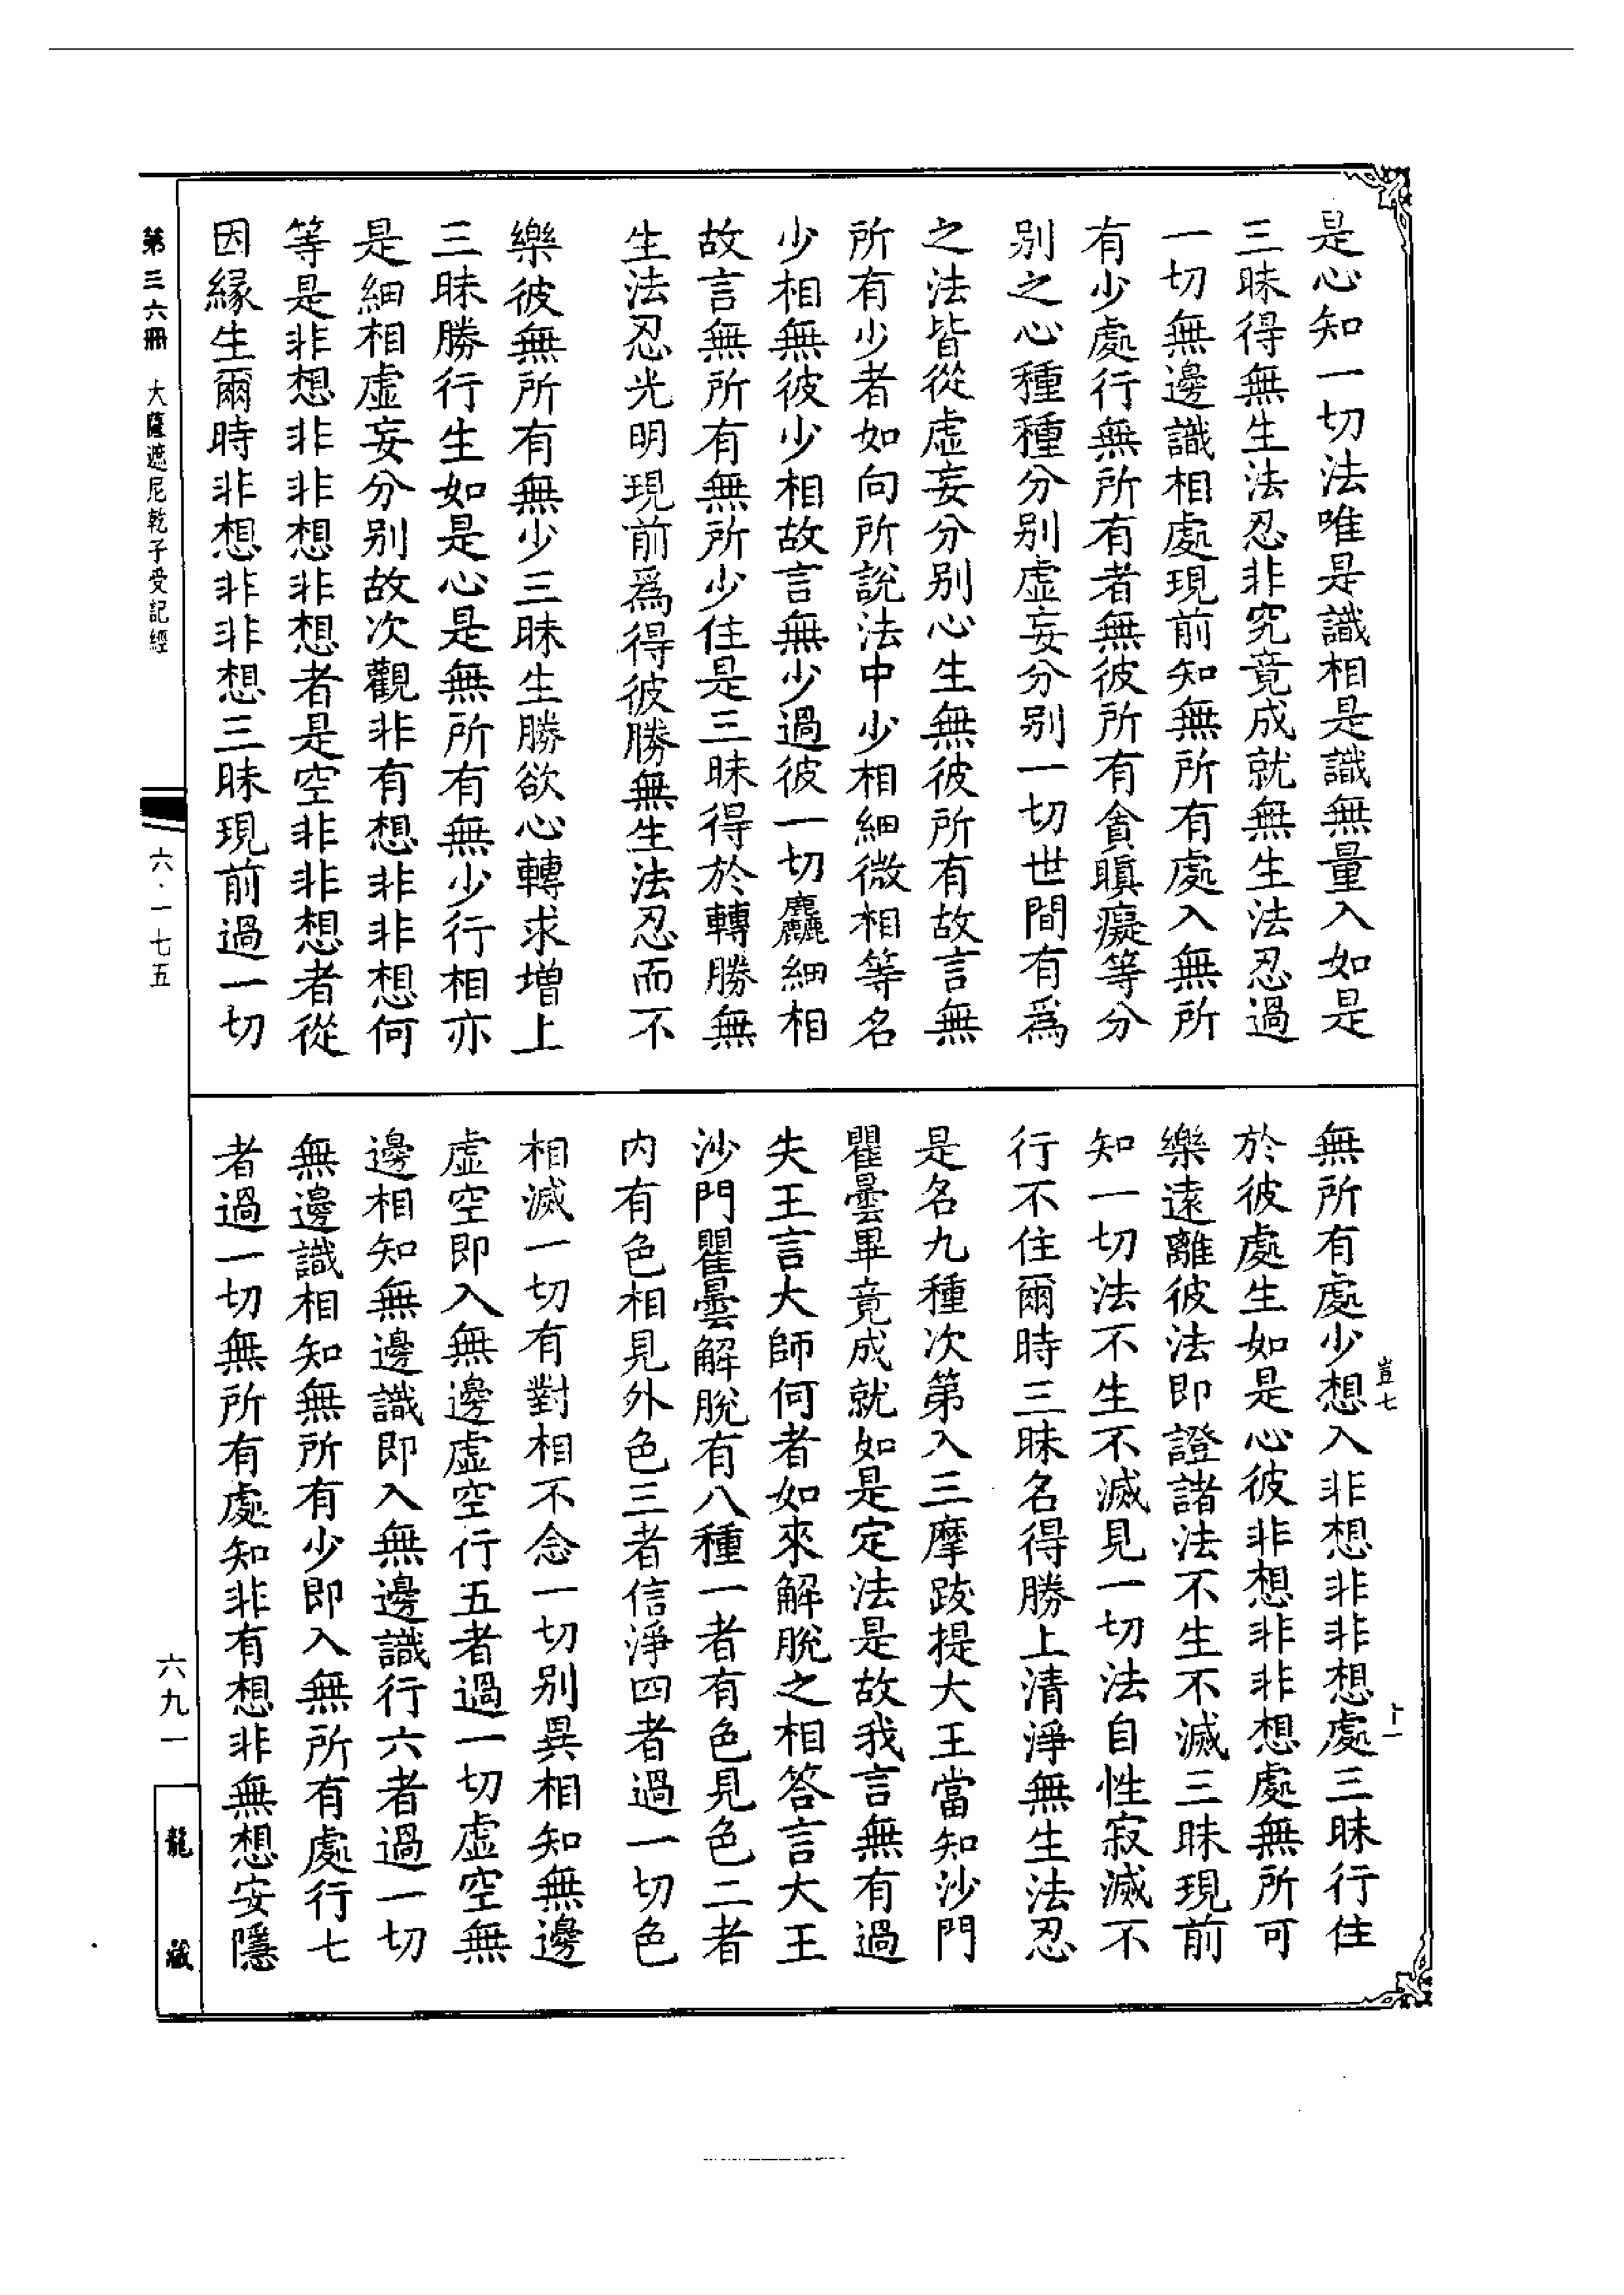 是心知一切法唯是識相是識無量入如是
三昧得無生法忍非究竟成就無生法忍過
一切無邊識相處現前知無所有處入無所
有少處行無所有者無彼所有貪瞋癡等分
別之心種種分別虛妄分別一切世間有為
之法皆從虛妄分別心生無彼所有故言無
所有少者如向所說法中少相細微相等名
少相無彼少相故言無少過彼一切麤細相
故言無所有無所少住是三昧得於轉勝無
生法忍光明現前為得彼勝無生法忍而不
樂彼無所有無少三昧生勝欲心轉求增上
三昧勝行生如是心是無所有無少行相亦
是細相虛妄分別故次觀非有想非非想何
等是非想非非想非想者是空非非想者從
因緣生爾時非想非非想三昧現前過一切
無所有處少想入非想非非想處三昧行住
於彼處生如是心彼非想非非想處無所可
樂遠離彼法即證諸法不生不滅三昧現前
知一切法不生不滅見一切法自性寂滅不
行不住爾時三昧名得勝上清淨無生法忍
是名九種次第入三摩跋提大王當知沙門
瞿曇畢竟成就如是定法是故我言無有過
失王言大師何者如來解脫之相答言大王
沙門瞿曇解脫有八種一者有色見色二者
內有色相見外色三者信淨四者過一切色
相滅一切有對相不念一切別異相知無邊
虛空即入無邊虛空行五者過一切虛空無
邊相知無邊識即入無邊識行六者過一切
無邊識相知無所有少即入無所有處行七
者過一切無所有處知非有想非無想安隱
豈七
十一
第三六冊 大薩遮尼乾子受記經
六·一七五
六九一
龍藏